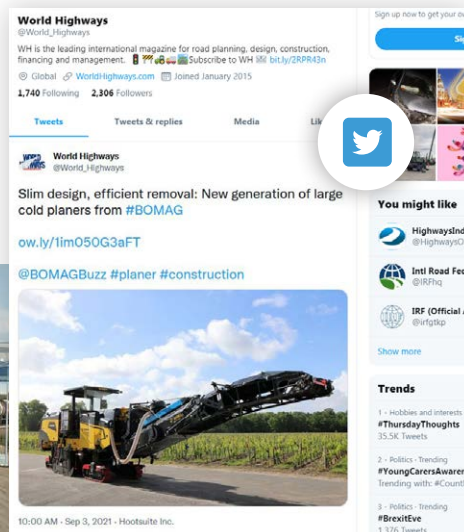 World Highways
@World_Highways
WH is the leading international magazine for road planning, design, construction,
financing and management. Subscribe to WH bit.ly/2RPR43n
Global WorldHighways.com Joined January 2015
1,740 Following 2,306 Followers
Tweets Tweets & replies Media
World Highways
@World_Highways
Slim design, efficient removal: New generation of large
cold planers from #BOMAG
ow.ly/1im050G3aFT
@BOMAGBuzz #planer #construction
10:00 AM · Sep 3, 2021 · Hootsuite Inc.
Sign up now to get your
You might like
Intl Road
@IRFhq
IRF (Official
@irfgtkp
Show more
Trends
1 · Hobbies and interests
#ThursdayThoughts
35.5K Tweets
2 · Politics · Trending
Trending with:
3 · Politics · Trending
#BrexitEve
1,376 Tweets